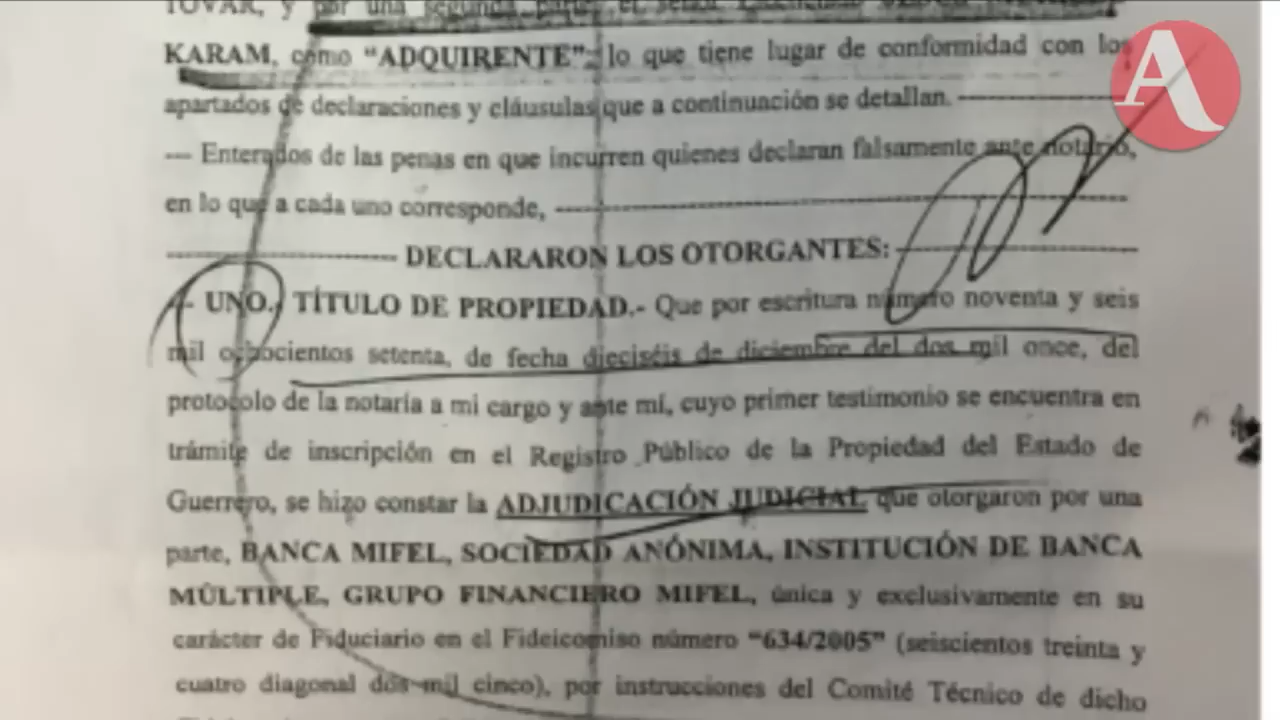 TOVAR, y por una segunda parte el señor
KARAM, como “ADQUIRENTE”; lo que tiene lugar de conformidad con los
apartados de declaraciones y cláusulas que a continuación se detallan. ---
--- Enterados de las penas en que incurren quienes declaran falsamente ante notario,
en lo que a cada uno corresponde, ---
--- DECLARARON LOS OTORGANTES: ---
- UNO. TÍTULO DE PROPIEDAD.- Que por escritura número noventa y seis
mil ochocientos setenta, de fecha dieciséis de diciembre del dos mil once, del
protocolo de la notaría a mi cargo y ante mí, cuyo primer testimonio se encuentra en
trámite de inscripción en el Registro Público de la Propiedad del Estado de
Guerrero, se hizo constar la ADJUDICACIÓN JUDICIAL que otorgaron por una
parte, BANCA MIFEL, SOCIEDAD ANÓNIMA, INSTITUCIÓN DE BANCA
MÚLTIPLE, GRUPO FINANCIERO MIFEL, única y exclusivamente en su
carácter de Fiduciario en el Fideicomiso número “634/2005” (seiscientos treinta y
cuatro diagonal dos mil cinco), por instrucciones del Comité Técnico de dicho
A